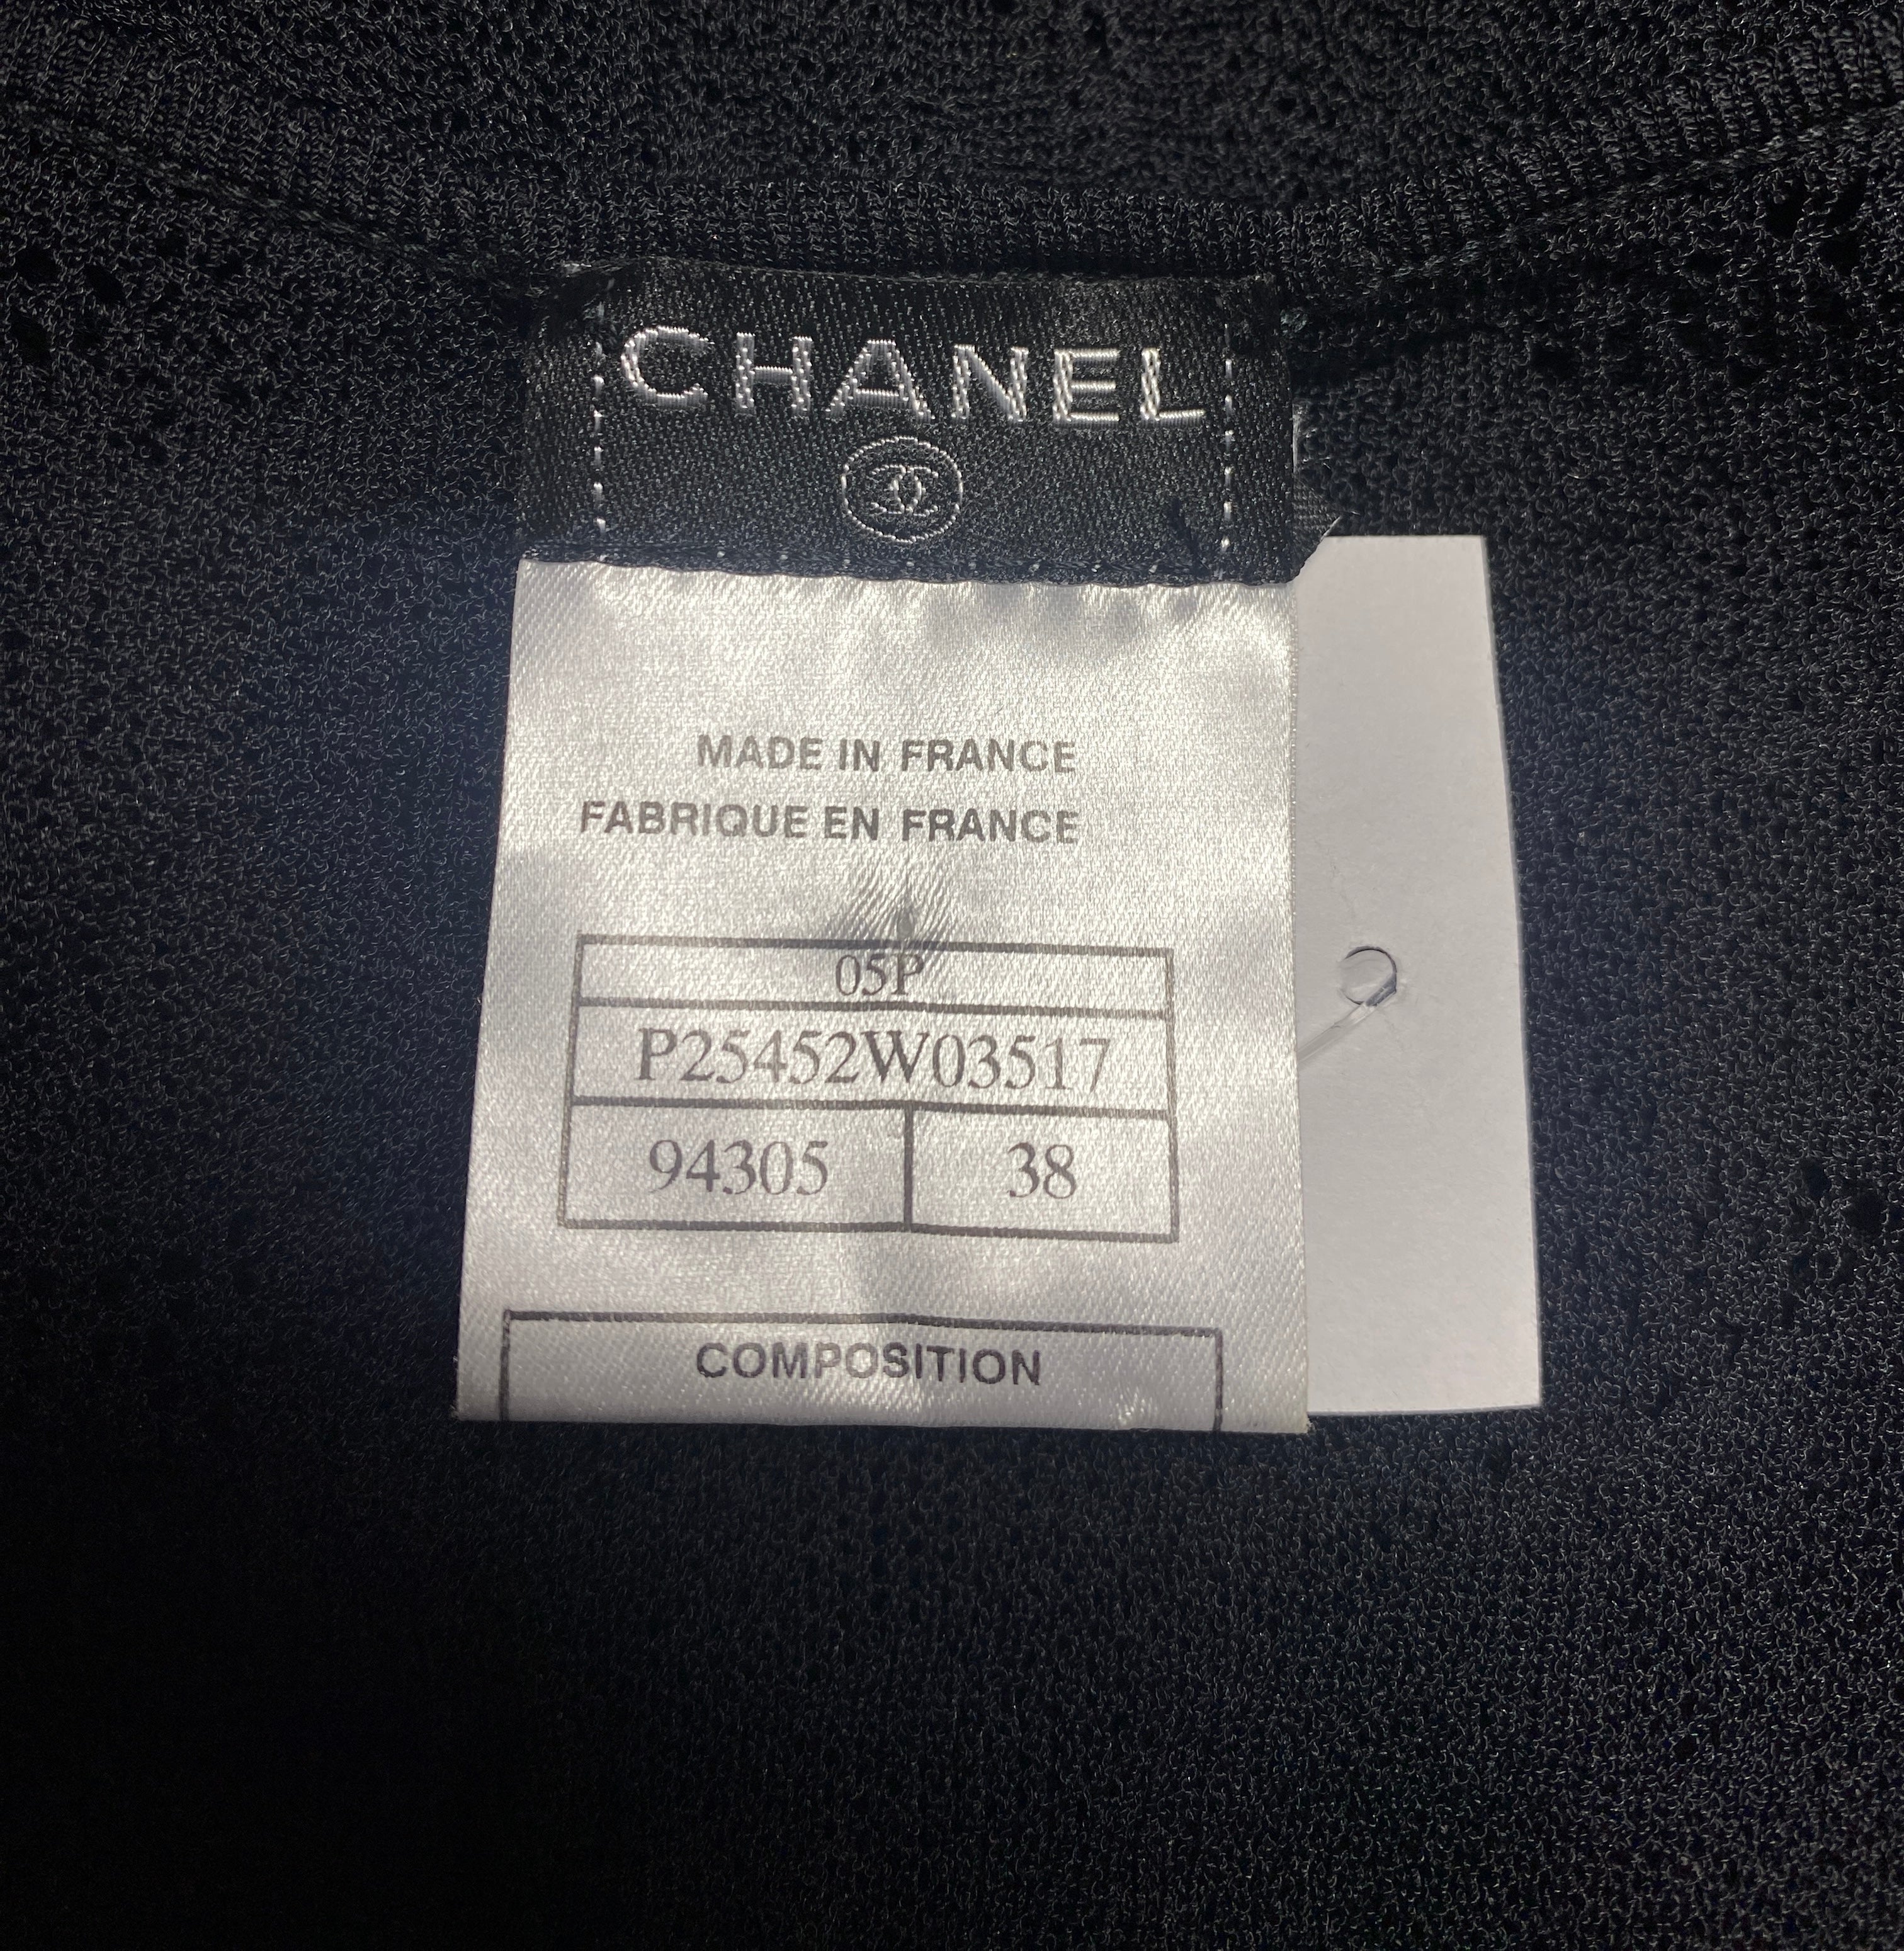 CHANEL
MADE IN FRANCE
FABRIQUE EN FRANCE
05P
P25452W03517
94305 38
COMPOSITION